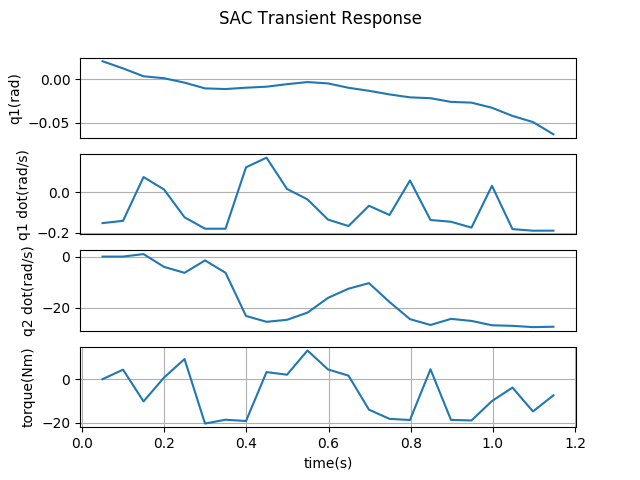 SAC Transient Response
q1(rad)
0.00
−0.05
q1 dot(rad/s)
0.0
−0.2
q2 dot(rad/s)
0
−20
torque(Nm)
0
−20
0.0 0.2 0.4 0.6 0.8 1.0 1.2
time(s)